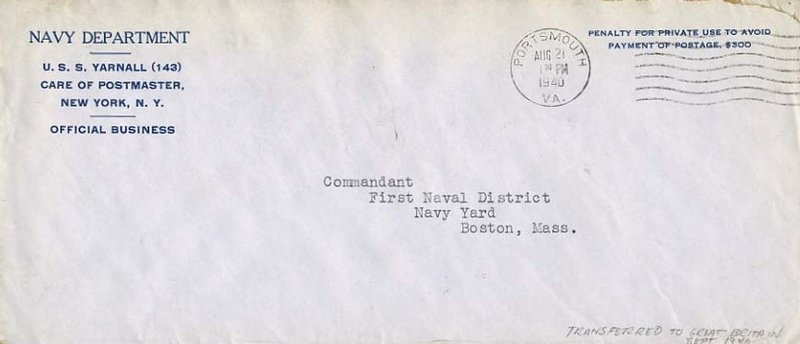 NAVY DEPARTMENT
U. S. S. YARNALL (143)
CARE OF POSTMASTER,
NEW YORK, N. Y.
OFFICIAL BUSINESS
PORTSMOUTH
AUG 21
1 PM
1940
VA.
PENALTY FOR PRIVATE USE TO AVOID
PAYMENT OF POSTAGE, $300
Commandant
First Naval District
Navy Yard
Boston, Mass.
TRANSFERRED TO GREAT BRITAIN
SEPT 1940